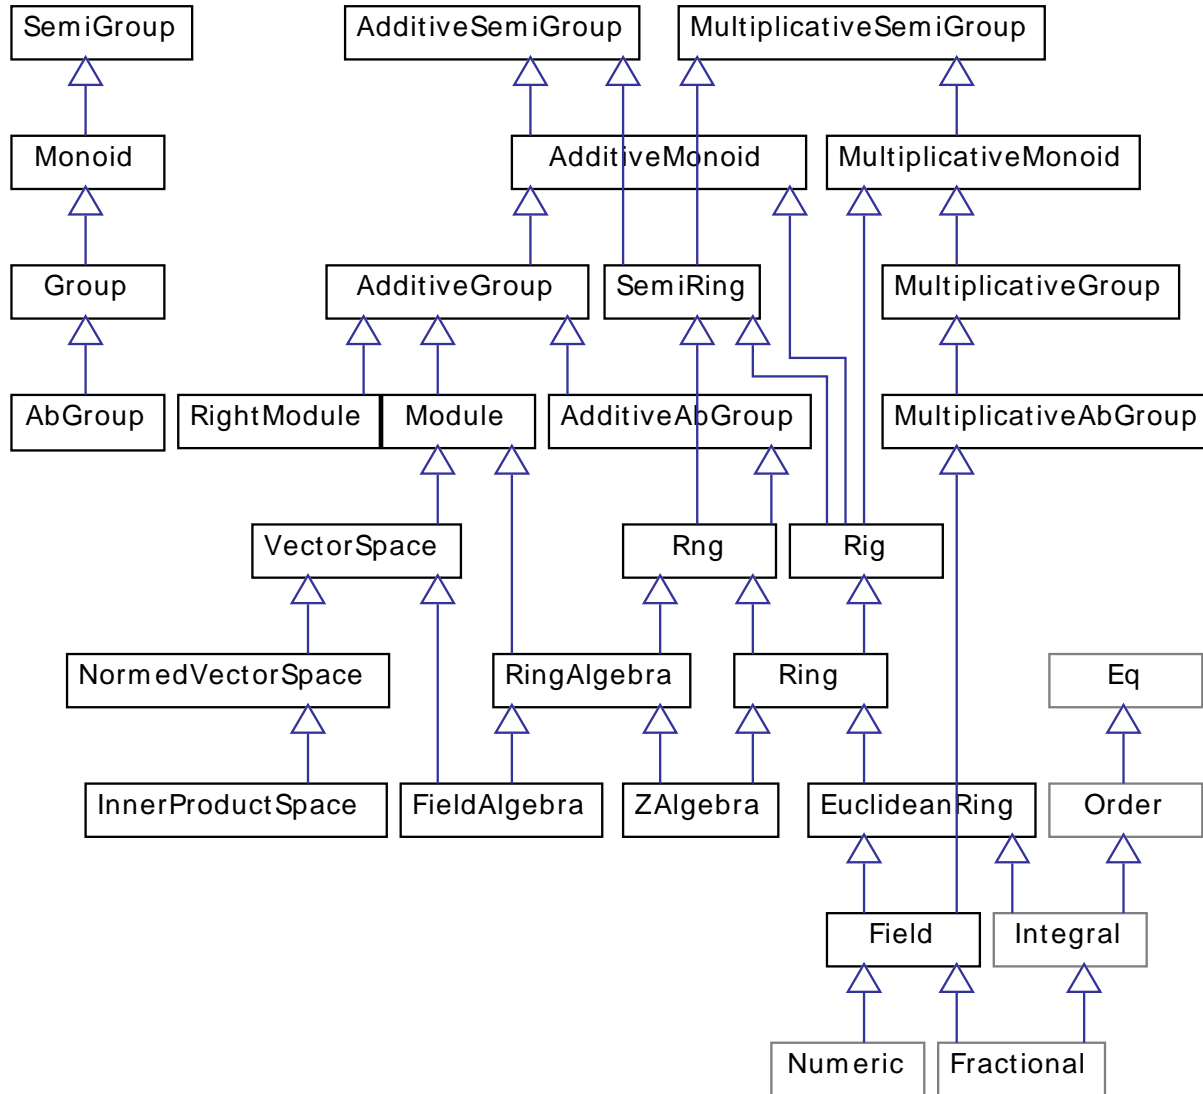 SemiGroup
AdditiveSemiGroup
MultiplicativeSemiGroup
Monoid
AdditiveMonoid
MultiplicativeMonoid
Group
AdditiveGroup
SemiRing
MultiplicativeGroup
AbGroup
RightModule
Module
AdditiveAbGroup
MultiplicativeAbGroup
VectorSpace
Rng
Rig
NormedVectorSpace
RingAlgebra
Ring
Eq
InnerProductSpace
FieldAlgebra
ZAlgebra
EuclideanRing
Order
Field
Integral
Numeric
Fractional